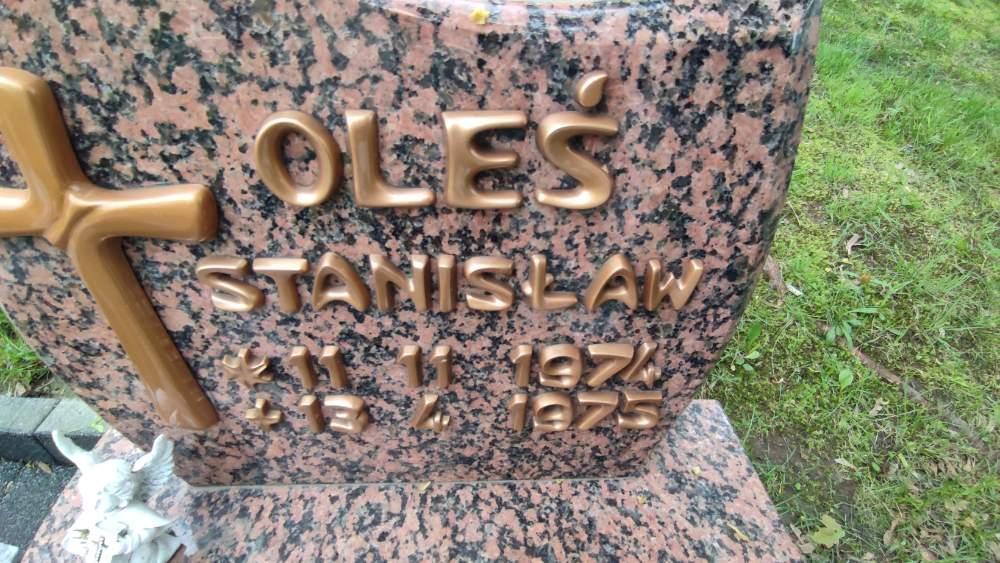 OLEŚ
STANISŁAW
* 11 11 1974
+ 13 4 1975